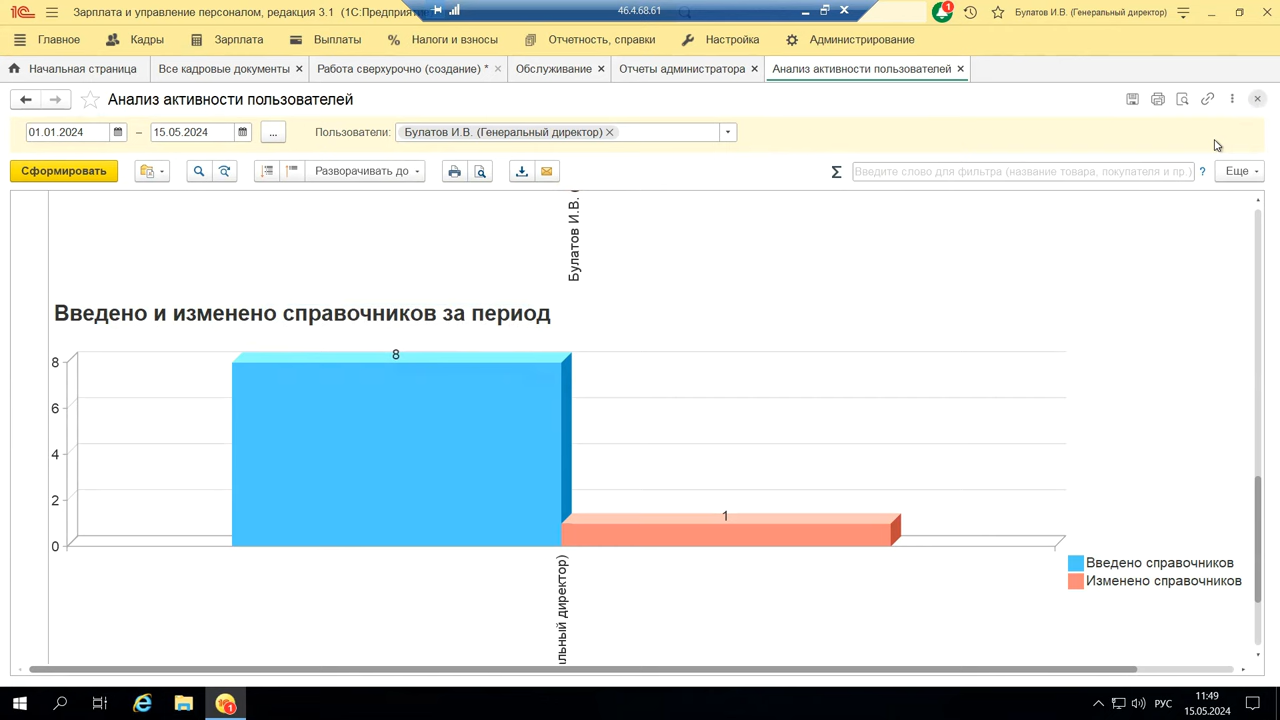 Зарплата и управление персоналом, редакция 3.1 (1С:Предприятие
46.4.68.61
1
Булатов И.В. (Генеральный директор)
Главное
Кадры
Зарплата
Выплаты
Налоги и взносы
Отчетность, справки
Настройка
Администрирование
Начальная страница
Все кадровые документы
Работа сверхурочно (создание) *
Обслуживание
Отчеты администратора
Анализ активности пользователей
Анализ активности пользователей
01.01.2024 – 15.05.2024 ... Пользователи: Булатов И.В. (Генеральный директор)
Сформировать
Разворачивать до
Σ
Введите слово для фильтра (название товара, покупателя и пр.)
?
Еще
Булатов И.В. (
Введено и изменено справочников за период
8
6
4
2
0
8
1
альный директор)
Введено справочников
Изменено справочников
1
РУС
11:49
15.05.2024